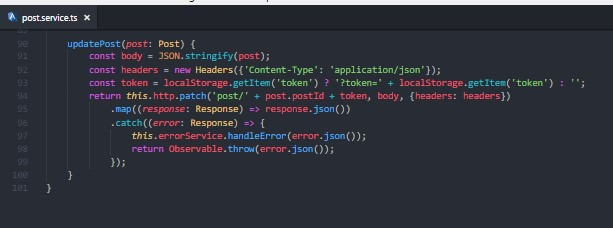 post.service.ts ×
90 updatePost(post: Post) {
91 const body = JSON.stringify(post);
92 const headers = new Headers({'Content-Type': 'application/json'});
93 const token = localStorage.getItem('token') ? '?token=' + localStorage.getItem('token') : '';
94 return this.http.patch('post/' + post.postId + token, body, {headers: headers})
95 .map((response: Response) => response.json())
96 .catch((error: Response) => {
97 this.errorService.handleError(error.json());
98 return Observable.throw(error.json());
99 });
100 }
101 }